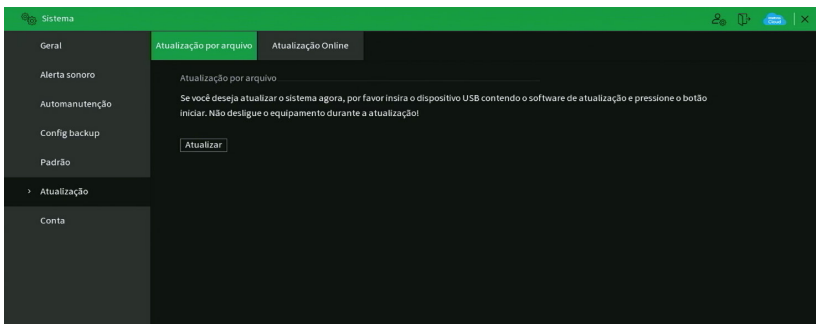 Sistema
Geral
Alerta sonoro
Automanutenção
Config backup
Padrão
Atualização
Conta
Atualização por arquivo
Atualização Online
Atualização por arquivo
Se você deseja atualizar o sistema agora, por favor insira o dispositivo USB contendo o software de atualização e pressione o botão
iniciar. Não desligue o equipamento durante a atualização!
Atualizar